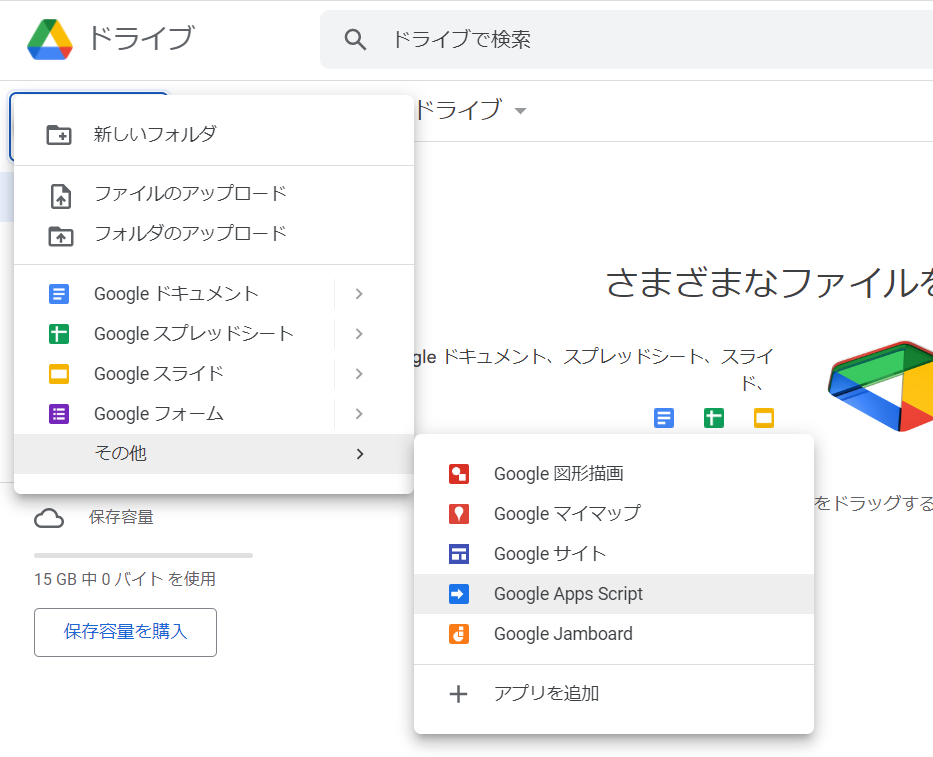 ドライブ
ドライブで検索
ドライブ
新しいフォルダ
ファイルのアップロード
フォルダのアップロード
Google ドキュメント
Google スプレッドシート
Google スライド
Google フォーム
その他
さまざまなファイルを
gle ドキュメント、スプレッドシート、スライ
ド、
Google 図形描画
Google マイマップ
Google サイト
Google Apps Script
Google Jamboard
アプリを追加
をドラッグする
保存容量
15 GB 中 0 バイト を使用
保存容量を購入